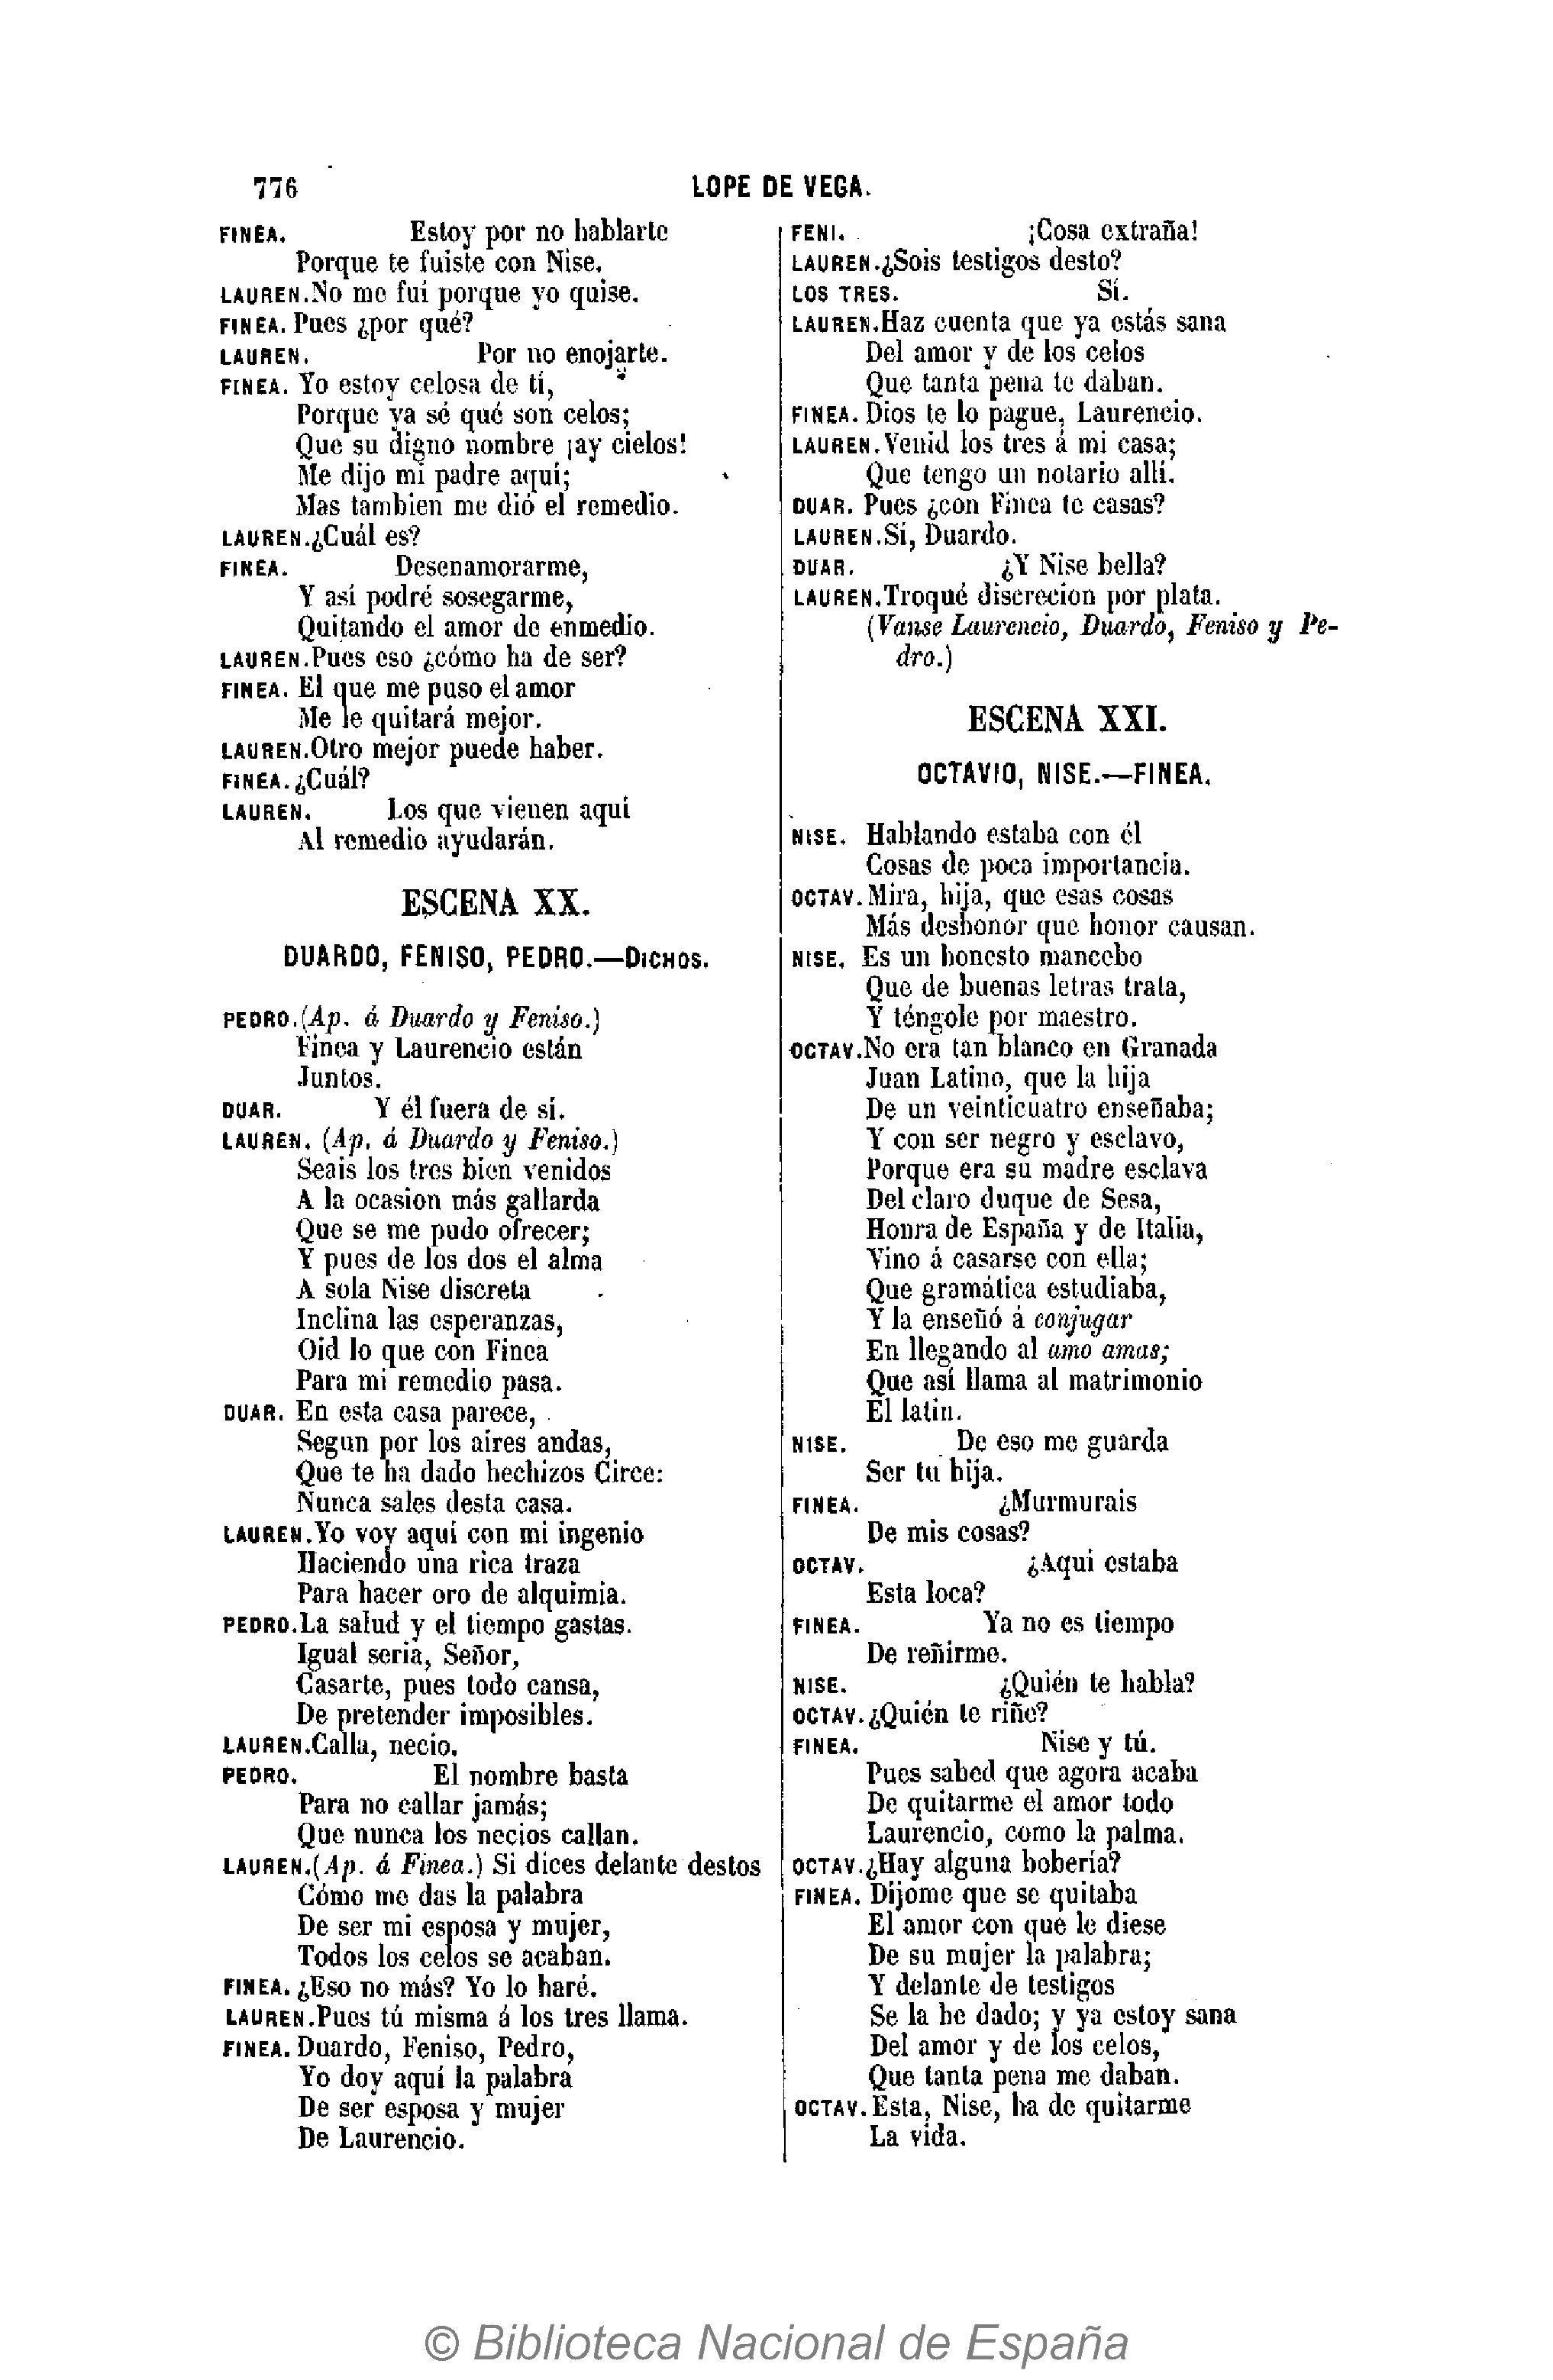 776
LOPE DE VEGA.
FINEA. Estoy por no hablarte
Porque te fuiste con Nise.
LAUREN. No me fuí porque yo quise.
FINEA. Pues ¿por qué?
LAUREN. Por no enojarte.
FINEA. Yo estoy celosa de tí,
Porque ya sé qué son celos;
Que su digno nombre ¡ay cielos!
Me dijo mi padre aquí;
Mas tambien me dió el remedio.
LAUREN. ¿Cuál es?
FINEA. Desenamorarme,
Y así podré sosegarme,
Quitando el amor de enmedio.
LAUREN. Pues eso ¿cómo ha de ser?
FINEA. El que me puso el amor
Me le quitará mejor.
LAUREN. Otro mejor puede haber.
FINEA. ¿Cuál?
LAUREN. Los que vienen aquí
Al remedio ayudarán.
ESCENA XX.
DUARDO, FENISO, PEDRO.—DICHOS.
PEDRO. (Ap. á Duardo y Feniso.)
Finea y Laurencio están
Juntos.
DUAR. Y él fuera de sí.
LAUREN. (Ap. á Duardo y Feniso.)
Seais los tres bien venidos
A la ocasion más gallarda
Que se me pudo ofrecer;
Y pues de los dos el alma
A sola Nise discreta
Inclina las esperanzas,
Oid lo que con Finea
Para mi remedio pasa.
DUAR. En esta casa parece,
Segun por los aires andas,
Que te ha dado hechizos Circe:
Nunca sales desta casa.
LAUREN. Yo voy aquí con mi ingenio
Haciendo una rica traza
Para hacer oro de alquimia.
PEDRO. La salud y el tiempo gastas.
Igual seria, Señor,
Casarte, pues todo cansa,
De pretender imposibles.
LAUREN. Calla, necio.
PEDRO. El nombre basta
Para no callar jamás;
Que nunca los necios callan.
LAUREN. (Ap. á Finea.) Si dices delante destos
Cómo me das la palabra
De ser mi esposa y mujer,
Todos los celos se acaban.
FINEA. ¿Eso no más? Yo lo haré.
LAUREN. Pues tú misma á los tres llama.
FINEA. Duardo, Feniso, Pedro,
Yo doy aquí la palabra
De ser esposa y mujer
De Laurencio.
FENI. ¡Cosa extraña!
LAUREN. ¿Sois testigos desto?
LOS TRES. Sí.
LAUREN. Haz cuenta que ya estás sana
Del amor y de los celos
Que tanta pena te daban.
FINEA. Dios te lo pague, Laurencio.
LAUREN. Venid los tres á mi casa;
Que tengo un notario allí.
DUAR. Pues ¿con Finea te casas?
LAUREN. Sí, Duardo.
DUAR. ¿Y Nise bella?
LAUREN. Troqué discrecion por plata.
(Vanse Laurencio, Duardo, Feniso y Pe-
dro.)
ESCENA XXI.
OCTAVIO, NISE.—FINEA.
NISE. Hablando estaba con él
Cosas de poca importancia.
OCTAV. Mira, hija, que esas cosas
Más deshonor que honor causan.
NISE. Es un honesto mancebo
Que de buenas letras trata,
Y téngole por maestro.
OCTAV. No era tan blanco en Granada
Juan Latino, que la hija
De un veinticuatro enseñaba;
Y con ser negro y esclavo,
Porque era su madre esclava
Del claro duque de Sesa,
Honra de España y de Italia,
Vino á casarse con ella;
Que gramática estudiaba,
Y la enseñó á conjugar
En llegando al amo amas;
Que así llama al matrimonio
El latin.
NISE. De eso me guarda
Ser tu hija.
FINEA. ¿Murmurais
De mis cosas?
OCTAV. ¿Aquí estaba
Esta loca?
FINEA. Ya no es tiempo
De reñirme.
NISE. ¿Quién te habla?
OCTAV. ¿Quién te riñe?
FINEA. Nise y tú.
Pues sabed que agora acaba
De quitarme el amor todo
Laurencio, como la palma.
OCTAV. ¿Hay alguna bobería?
FINEA. Díjome que se quitaba
El amor con que le diese
De su mujer la palabra;
Y delante de testigos
Se la he dado; y ya estoy sana
Del amor y de los celos,
Que tanta pena me daban.
OCTAV. Esta, Nise, ha de quitarme
La vida.
© Biblioteca Nacional de España